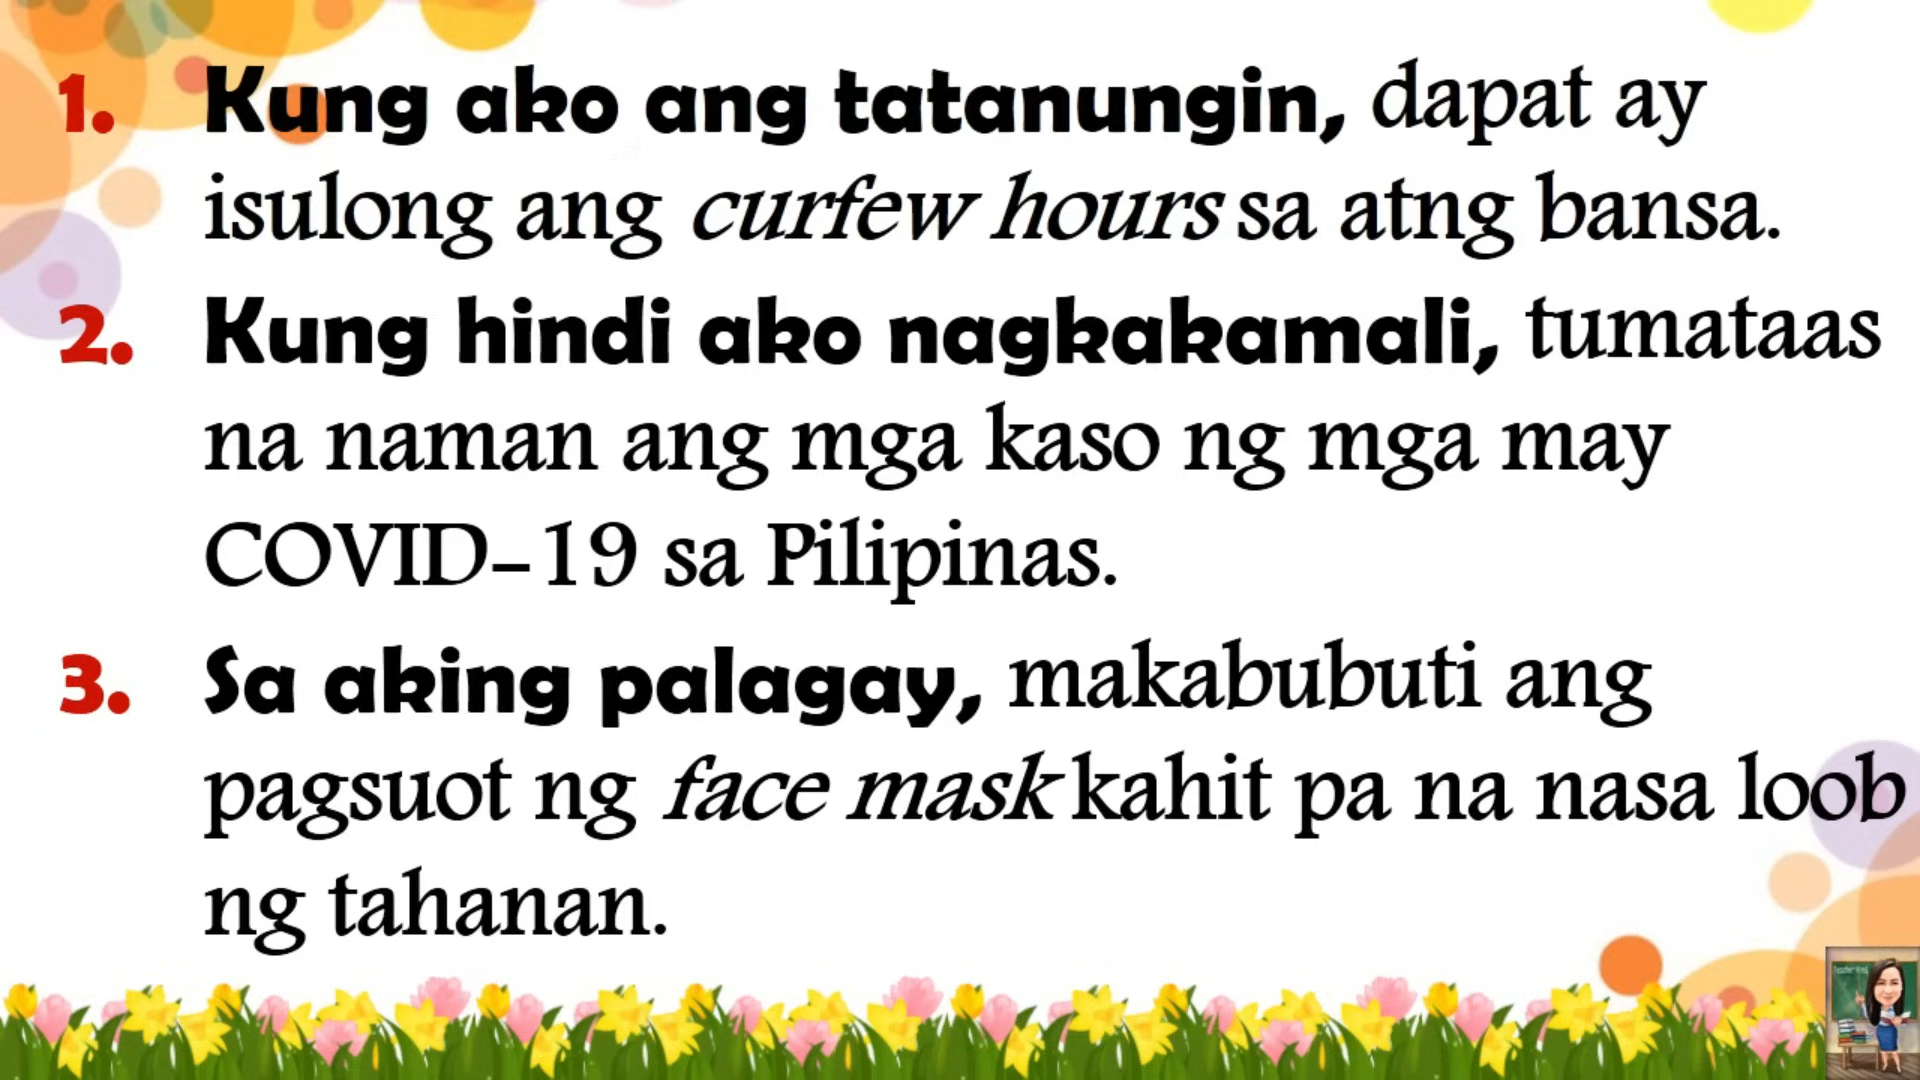 1. Kung ako ang tatanungin, dapat ay
isulong ang curfew hours sa atng bansa.
2. Kung hindi ako nagkakamali, tumataas
na naman ang mga kaso ng mga may
COVID-19 sa Pilipinas.
3. Sa aking palagay, makabubuti ang
pagsuot ng face mask kahit pa na nasa loob
ng tahanan.